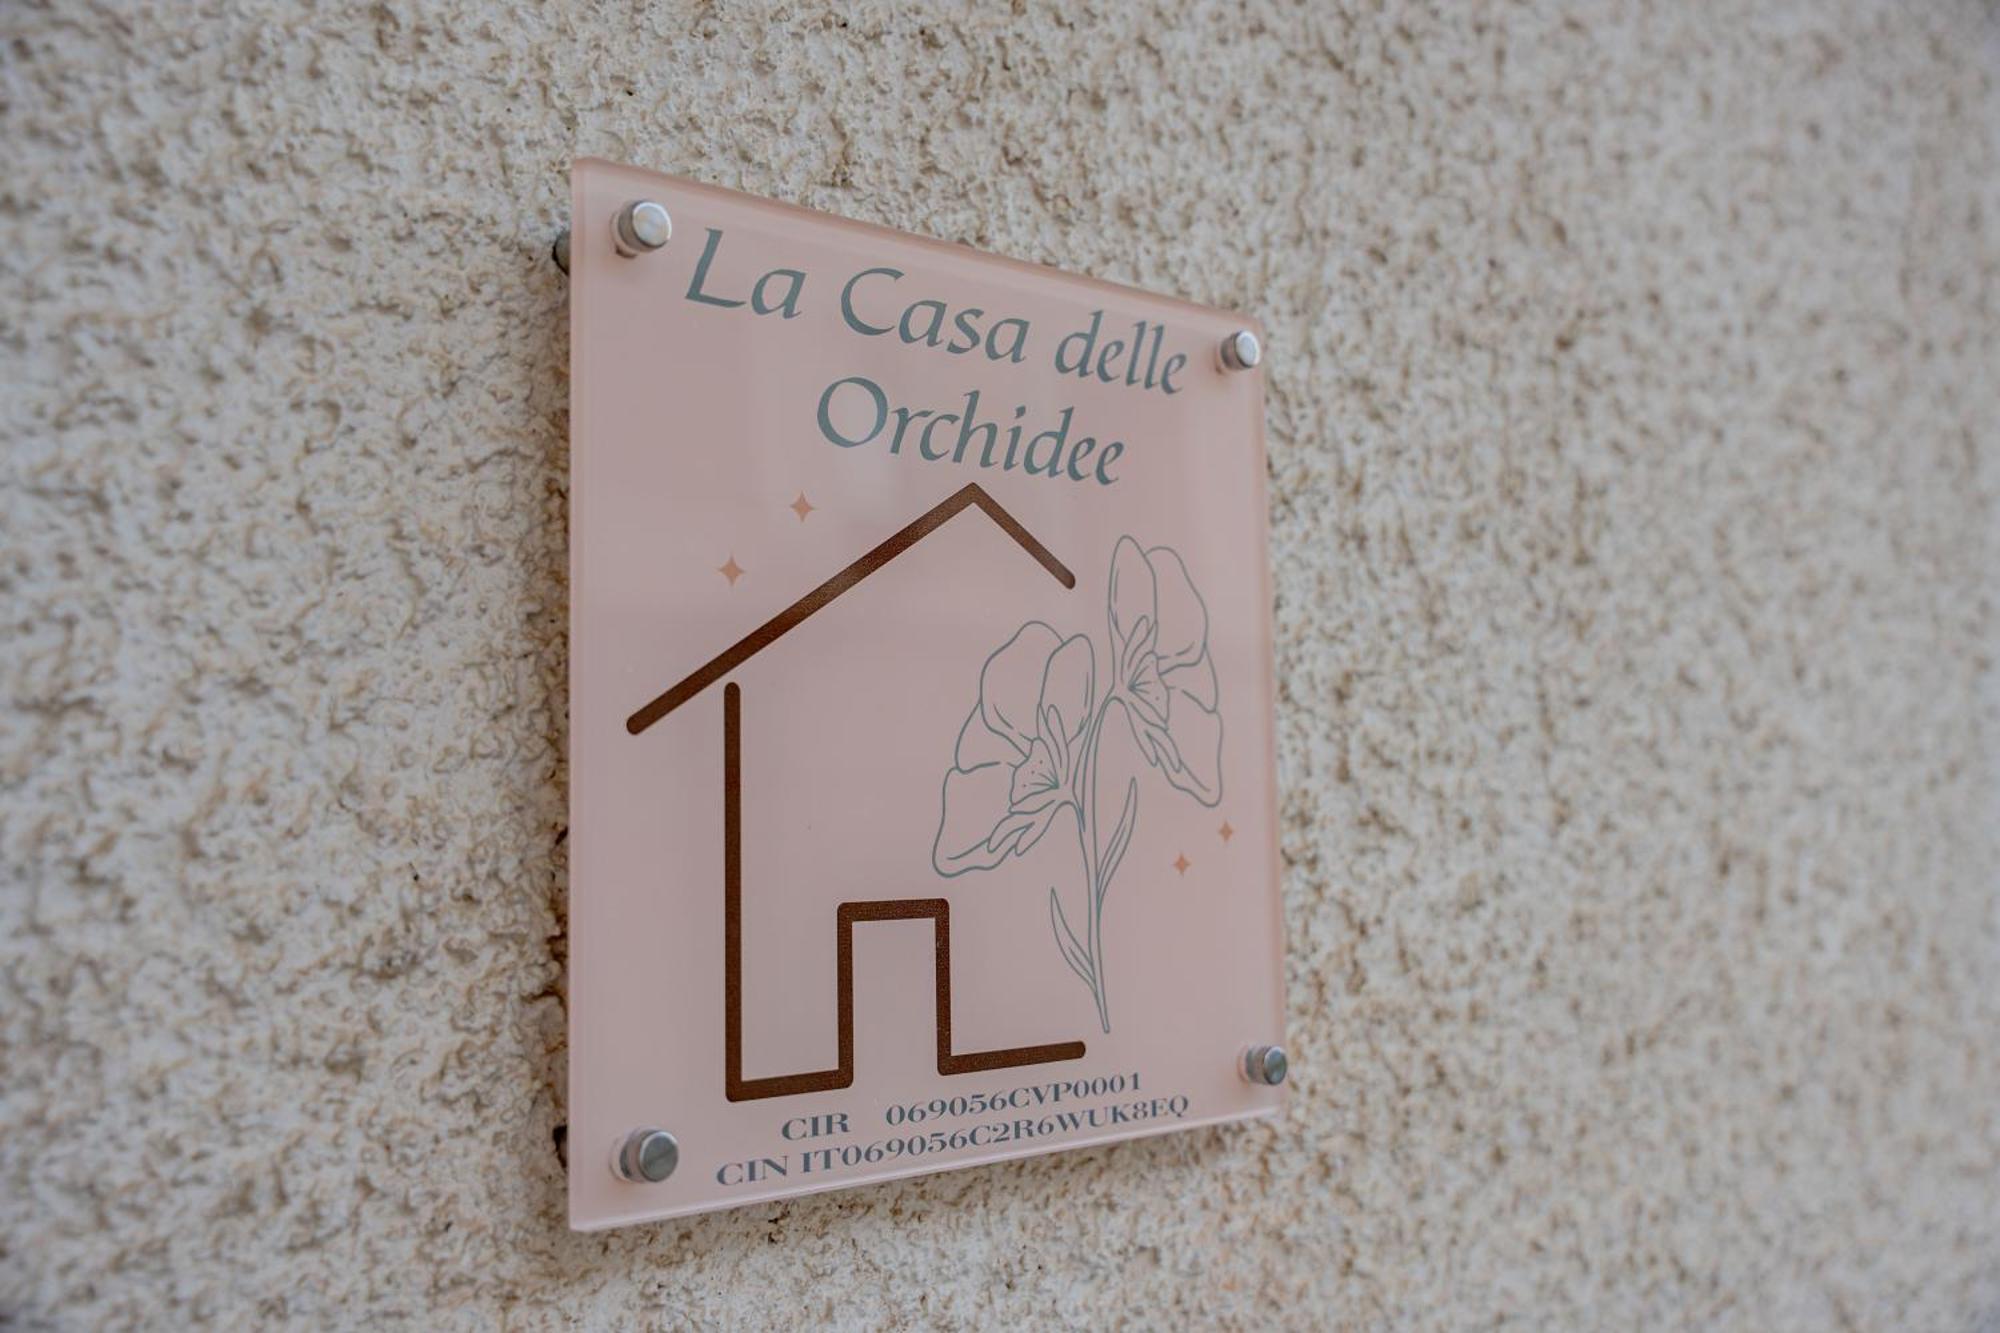 La Casa delle
Orchidee
CIR 069056CVP0001
CIN IT069056C2R6WUK8EQ